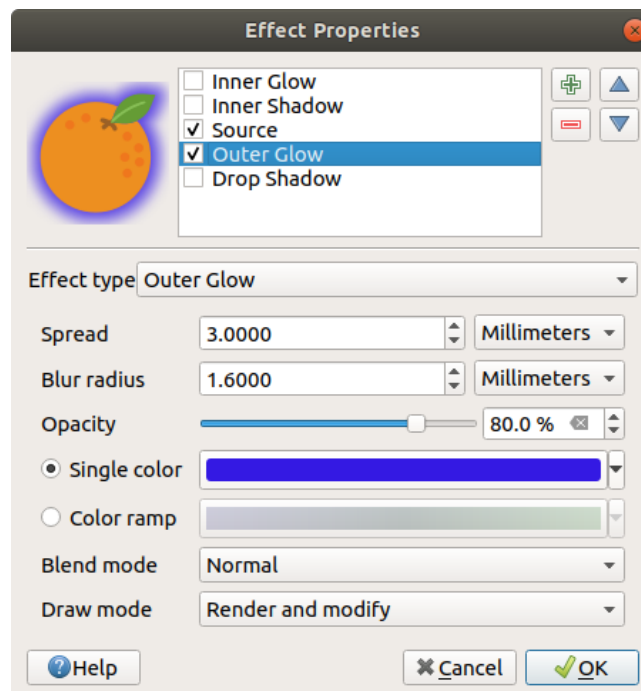 Effect Properties
Inner Glow
Inner Shadow
Source
Outer Glow
Drop Shadow
Effect type Outer Glow
Spread 3.0000 Millimeters
Blur radius 1.6000 Millimeters
Opacity 80.0 %
Single color
Color ramp
Blend mode Normal
Draw mode Render and modify
Help Cancel OK